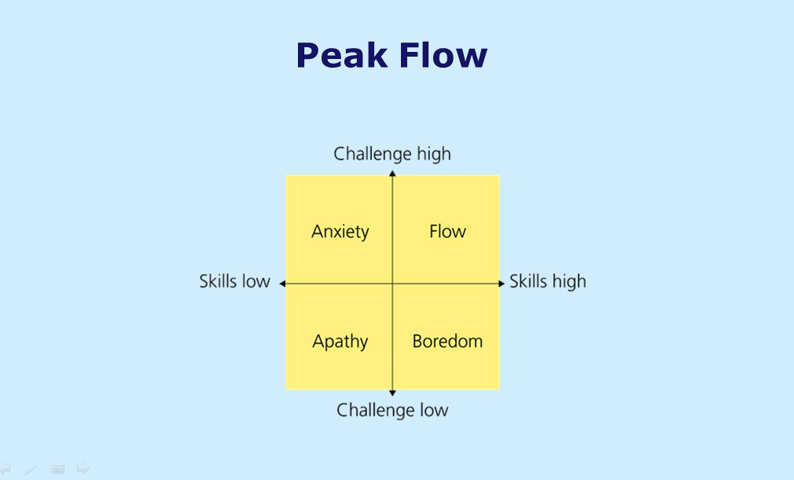 Peak Flow
Challenge high
Anxiety
Flow
Skills low
Skills high
Apathy
Boredom
Challenge low